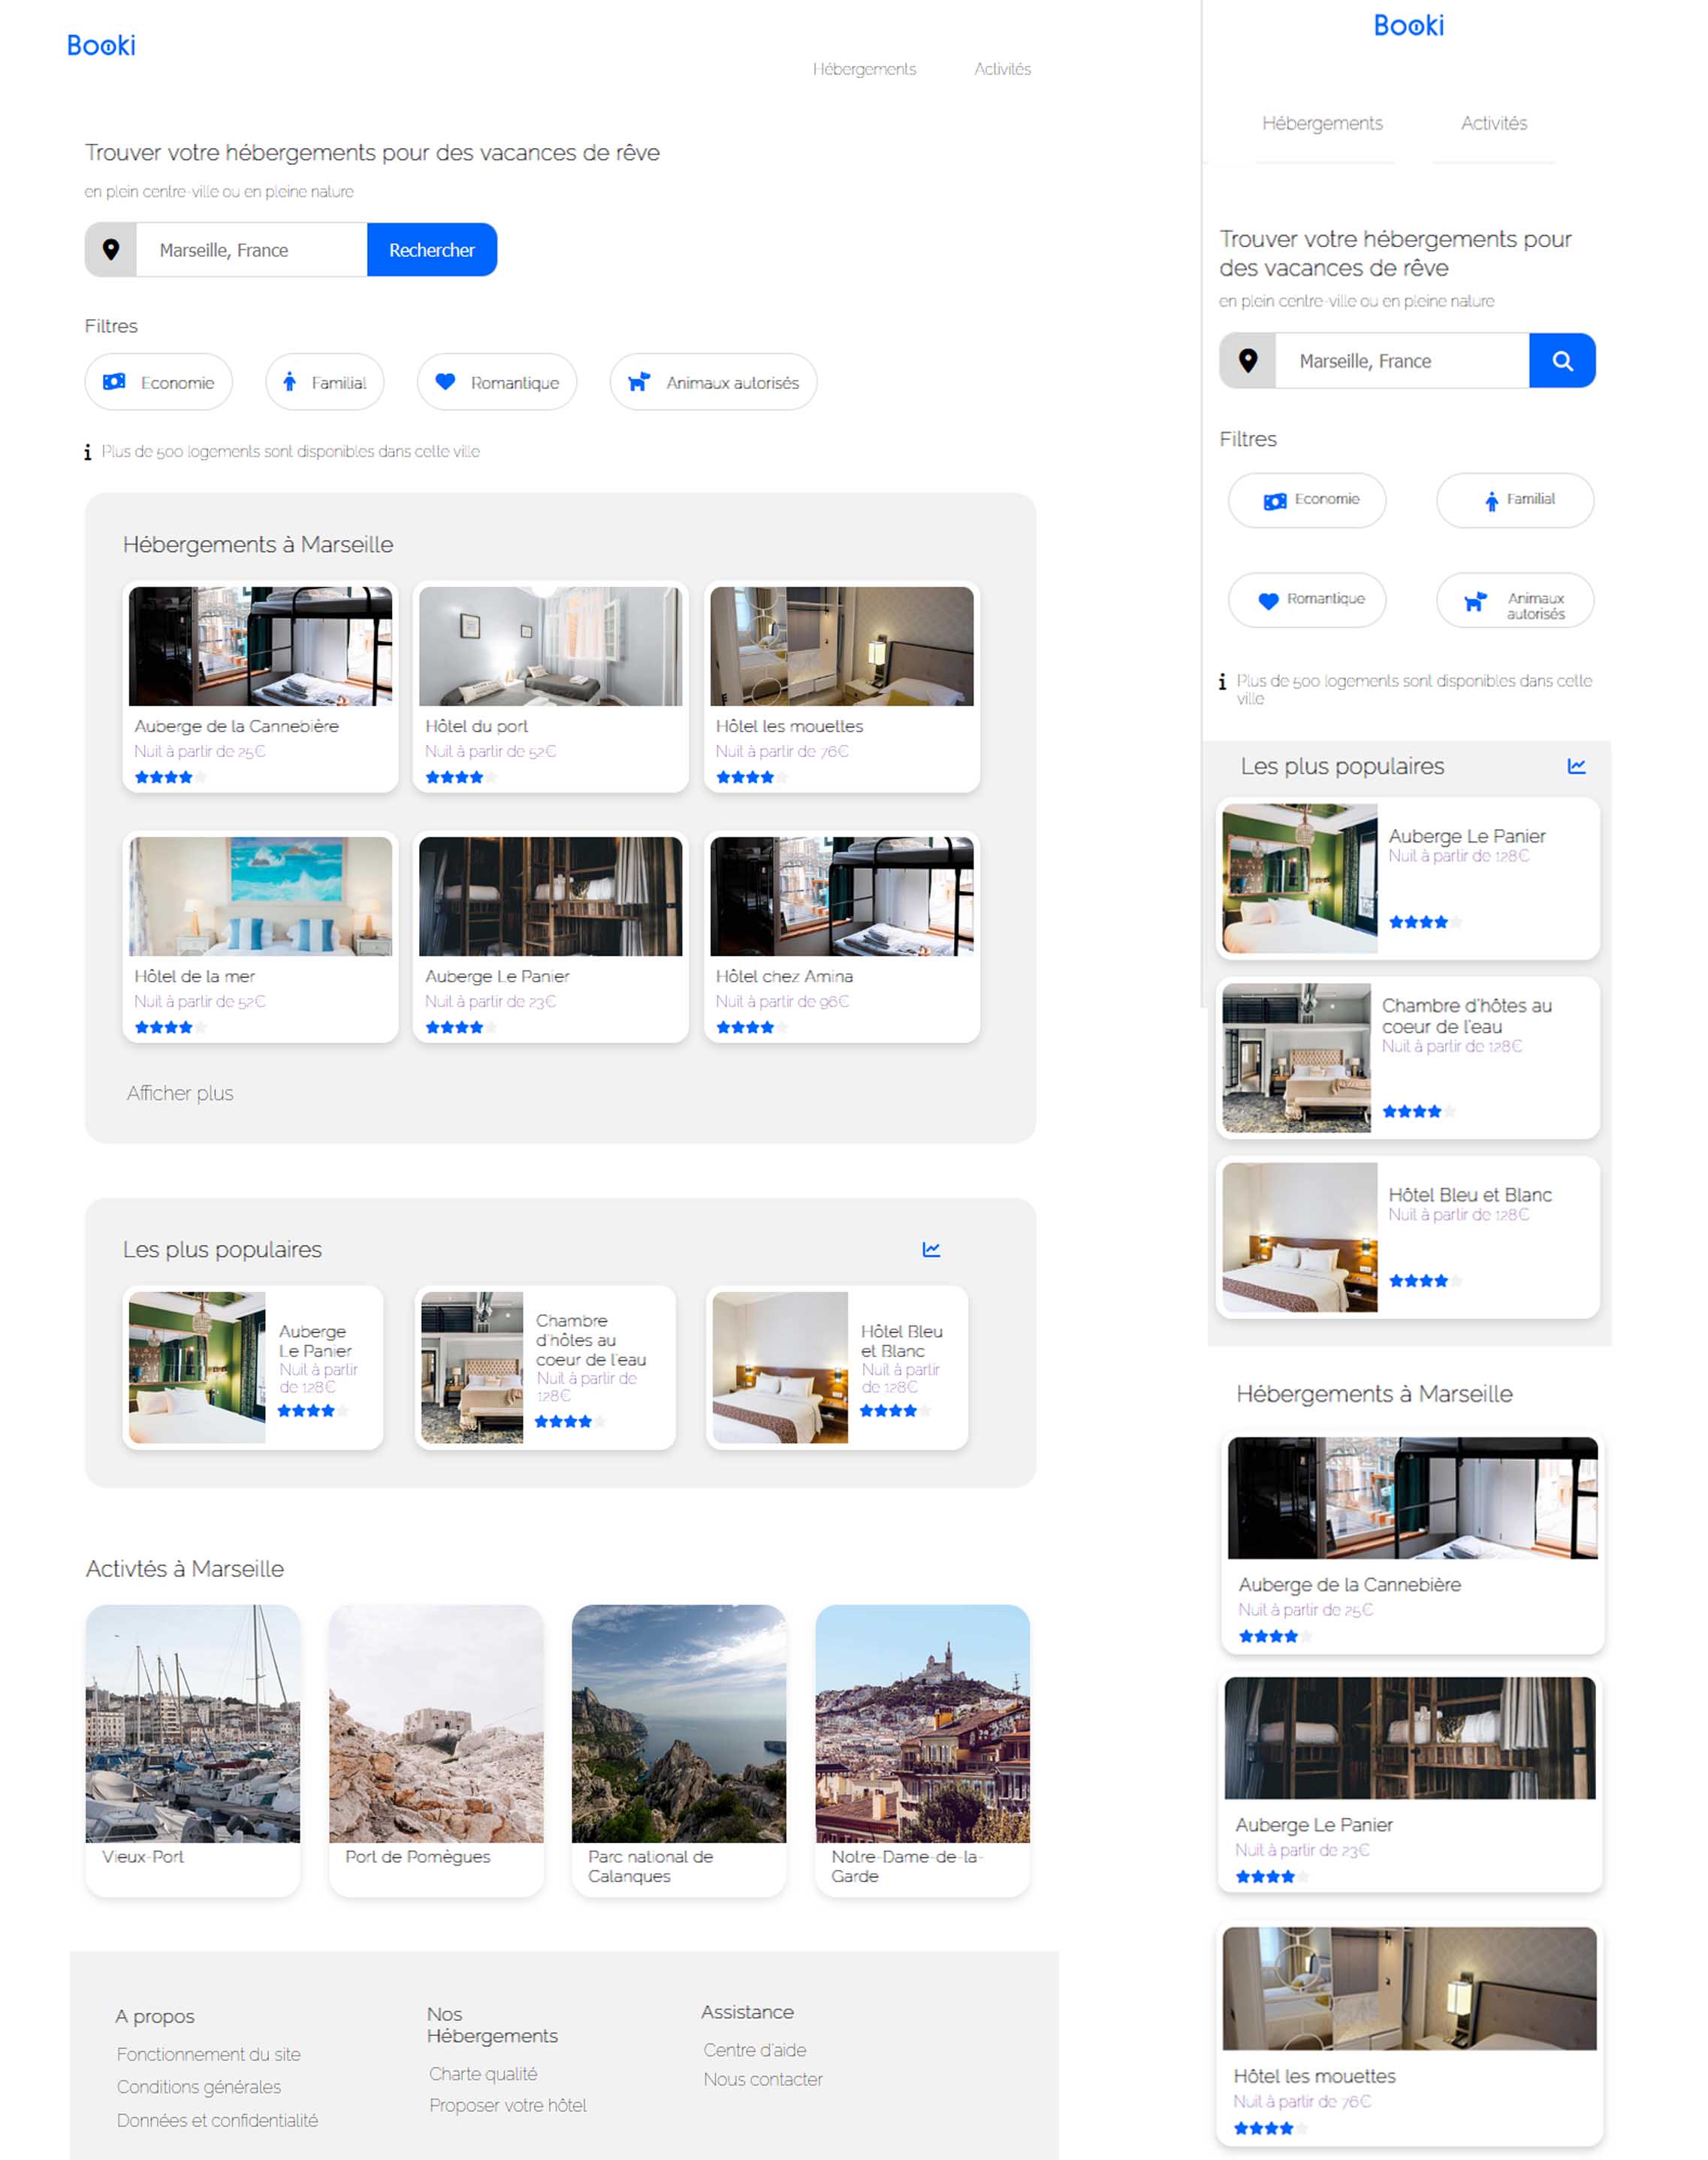 Booki
Hébergements
Activités
Trouver votre hébergements pour des vacances de rêve
en plein centre-ville ou en pleine nature
Marseille, France
Rechercher
Filtres
Economie
Familial
Romantique
Animaux autorisés
Plus de 500 logements sont disponibles dans cette ville
Hébergements à Marseille
Auberge de la Cannebière
Nuit à partir de 25€
Hôtel du port
Nuit à partir de 52€
Hôtel les mouettes
Nuit à partir de 76€
Hôtel de la mer
Nuit à partir de 52€
Auberge Le Panier
Nuit à partir de 23€
Hôtel chez Amina
Nuit à partir de 96€
Afficher plus
Les plus populaires
Auberge
Le Panier
Nuit à partir
de 128€
Chambre
d'hôtes au
coeur de l'eau
Nuit à partir de
128€
Hôtel Bleu
et Blanc
Nuit à partir
de 128€
Activtés à Marseille
Vieux-Port
Port de Pomègues
Parc national de
Calanques
Notre-Dame-de-la-
Garde
A propos
Fonctionnement du site
Conditions générales
Données et confidentialité
Nos
Hébergements
Charte qualité
Proposer votre hôtel
Assistance
Centre d'aide
Nous contacter
Booki
Hébergements
Activités
Trouver votre hébergements pour
des vacances de rêve
en plein centre-ville ou en pleine nature
Marseille, France
Filtres
Economie
Familial
Romantique
Animaux
autorisés
Plus de 500 logements sont disponibles dans cette
ville
Les plus populaires
Auberge Le Panier
Nuit à partir de 128€
Chambre d'hôtes au
coeur de l'eau
Nuit à partir de 128€
Hôtel Bleu et Blanc
Nuit à partir de 128€
Hébergements à Marseille
Auberge de la Cannebière
Nuit à partir de 25€
Auberge Le Panier
Nuit à partir de 23€
Hôtel les mouettes
Nuit à partir de 76€